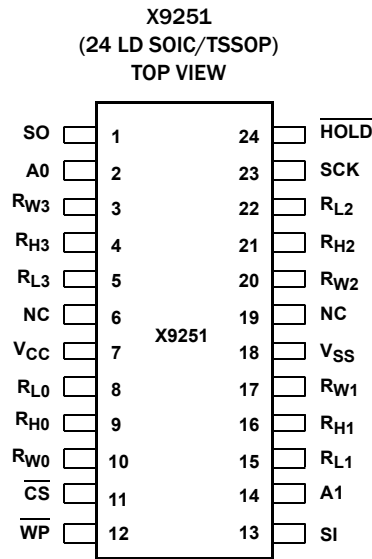 X9251
(24 LD SOIC/TSSOP)
TOP VIEW
SO 1 24 HOLD
A0 2 23 SCK
RW3 3 22 RL2
RH3 4 21 RH2
RL3 5 20 RW2
NC 6 19 NC
X9251
VCC 7 18 VSS
RL0 8 17 RW1
RH0 9 16 RH1
RW0 10 15 RL1
CS 11 14 A1
WP 12 13 SI